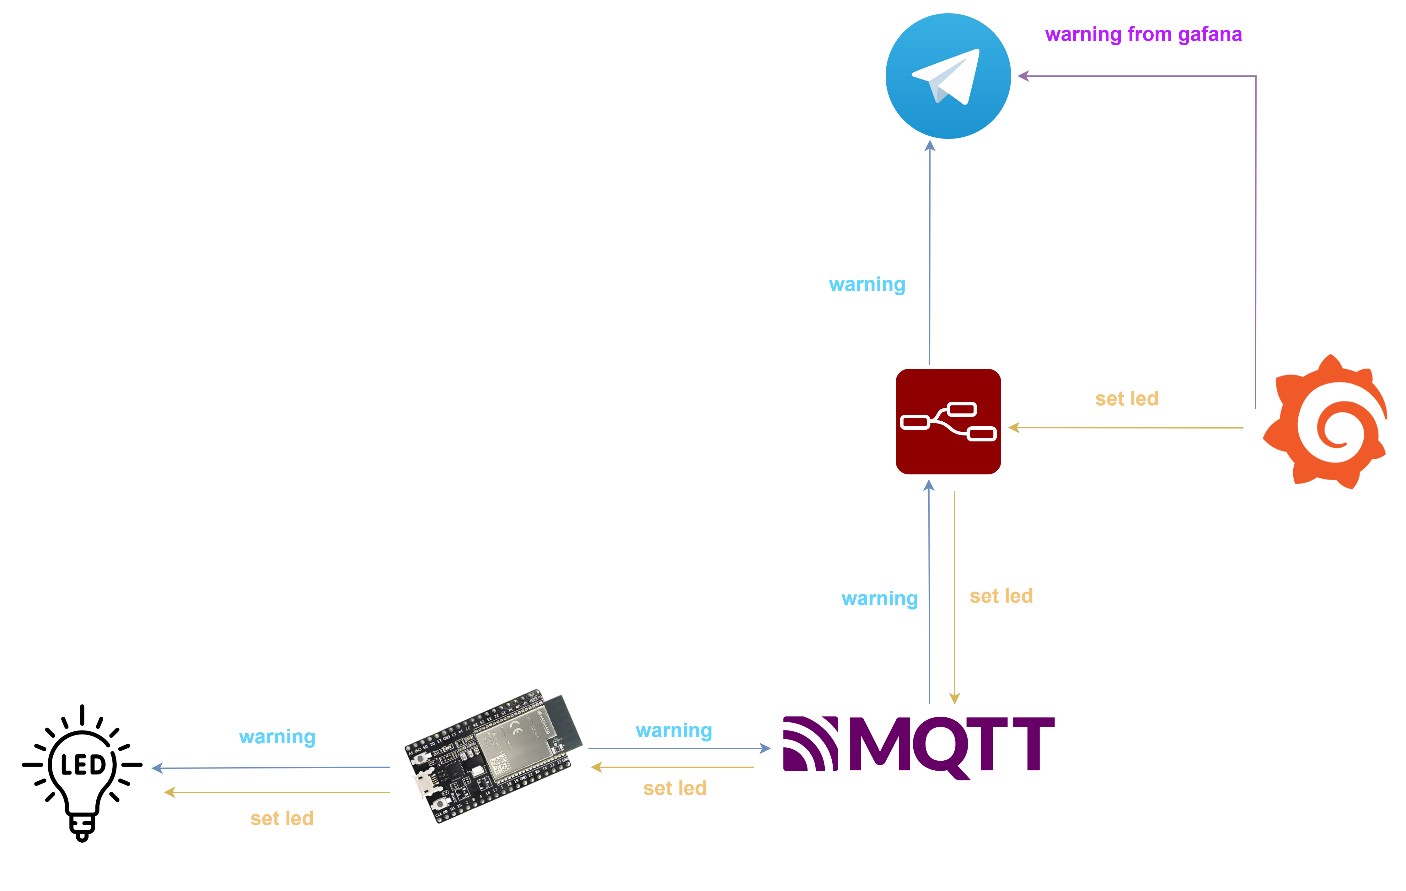 warning from gafana
warning
set led
warning
set led
MQTT
warning
set led
warning
LED
set led